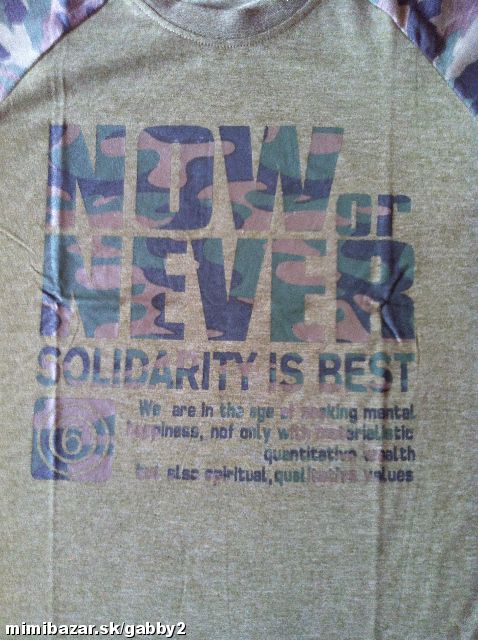 NOW or
NEVER
SOLIDARITY IS BEST
6
We are in the age of seeking mental
happiness, not only with materialistic
quantitative wealth
but also spiritual, qualitative values
mimibazar.sk/gabby2